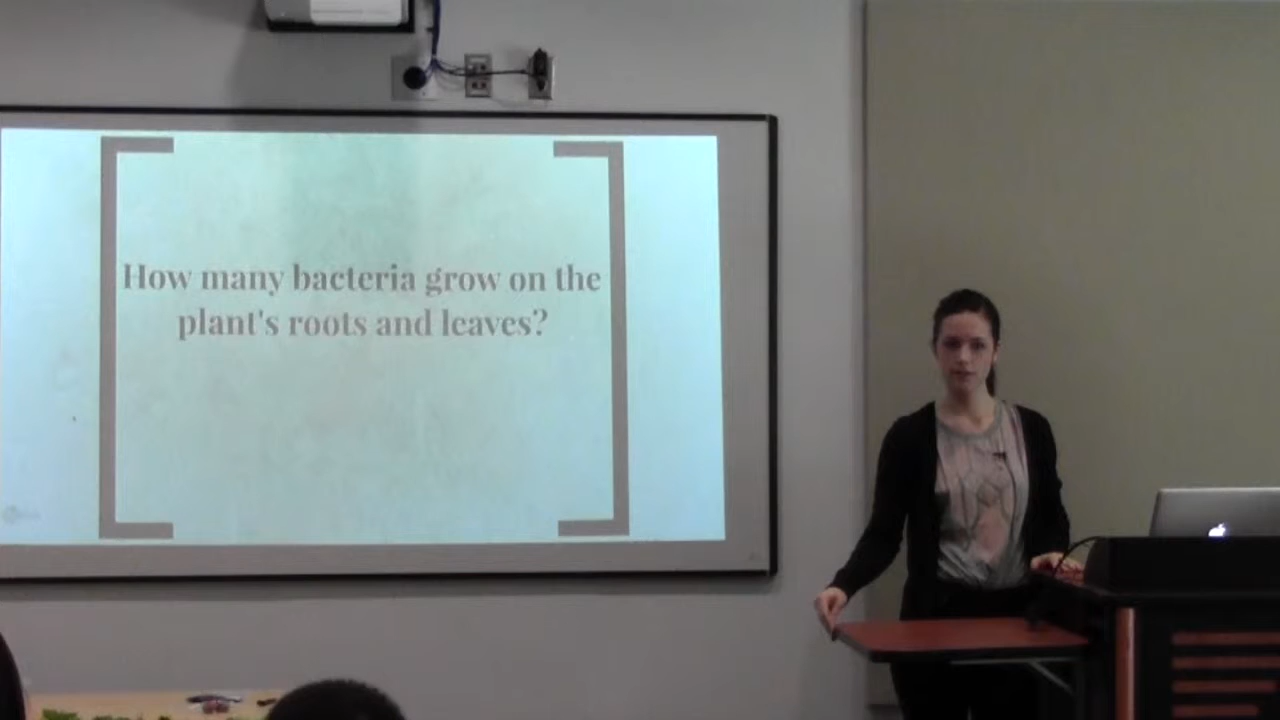 How many bacteria grow on the
plant's roots and leaves?